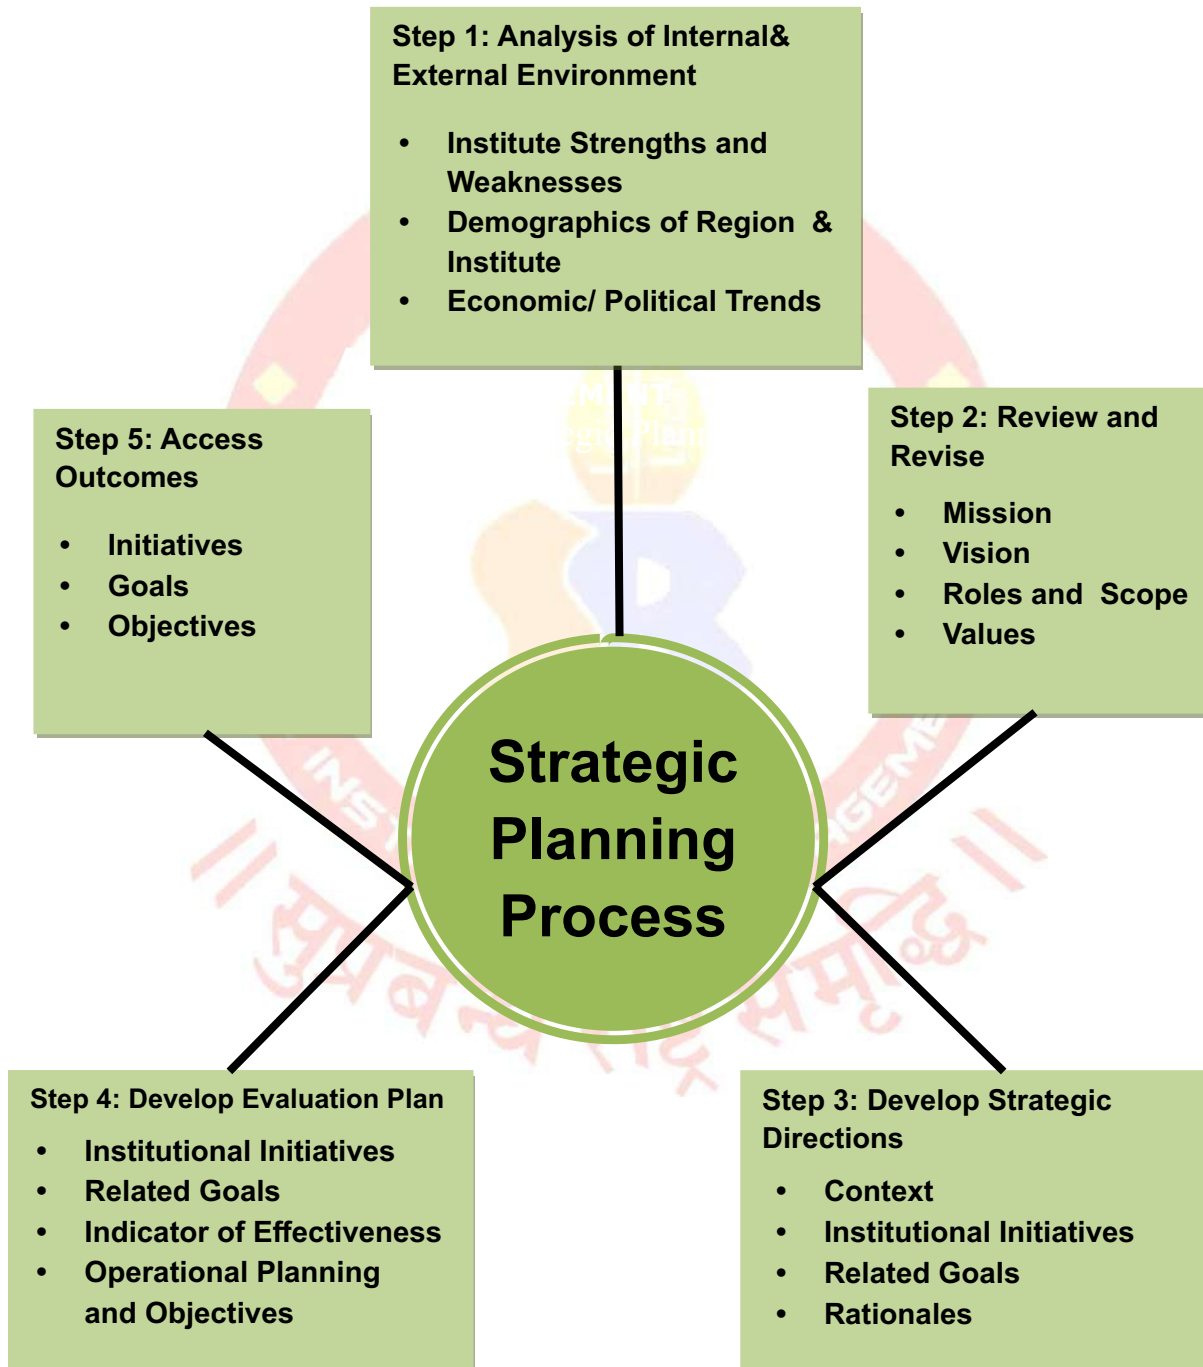 Step 1: Analysis of Internal&
External Environment
• Institute Strengths and
Weaknesses
• Demographics of Region &
Institute
• Economic/ Political Trends
Step 2: Review and
Revise
• Mission
• Vision
• Roles and Scope
• Values
Step 5: Access
Outcomes
• Initiatives
• Goals
• Objectives
Strategic
Planning
Process
Step 4: Develop Evaluation Plan
• Institutional Initiatives
• Related Goals
• Indicator of Effectiveness
• Operational Planning
and Objectives
Step 3: Develop Strategic
Directions
• Context
• Institutional Initiatives
• Related Goals
• Rationales